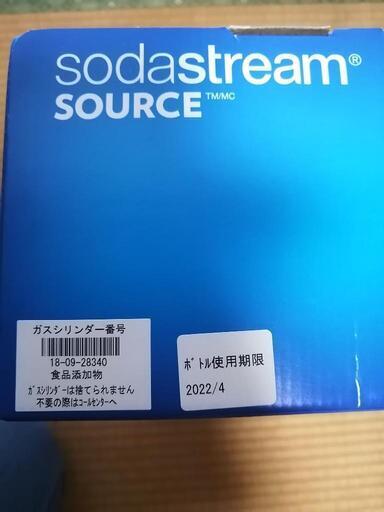 sodastream®
SOURCE TM/MC
ガスシリンダー番号
18-09-28340
食品添加物
ガスシリンダーは捨てられません
不要の際はコールセンターへ
ボトル使用期限
2022/4